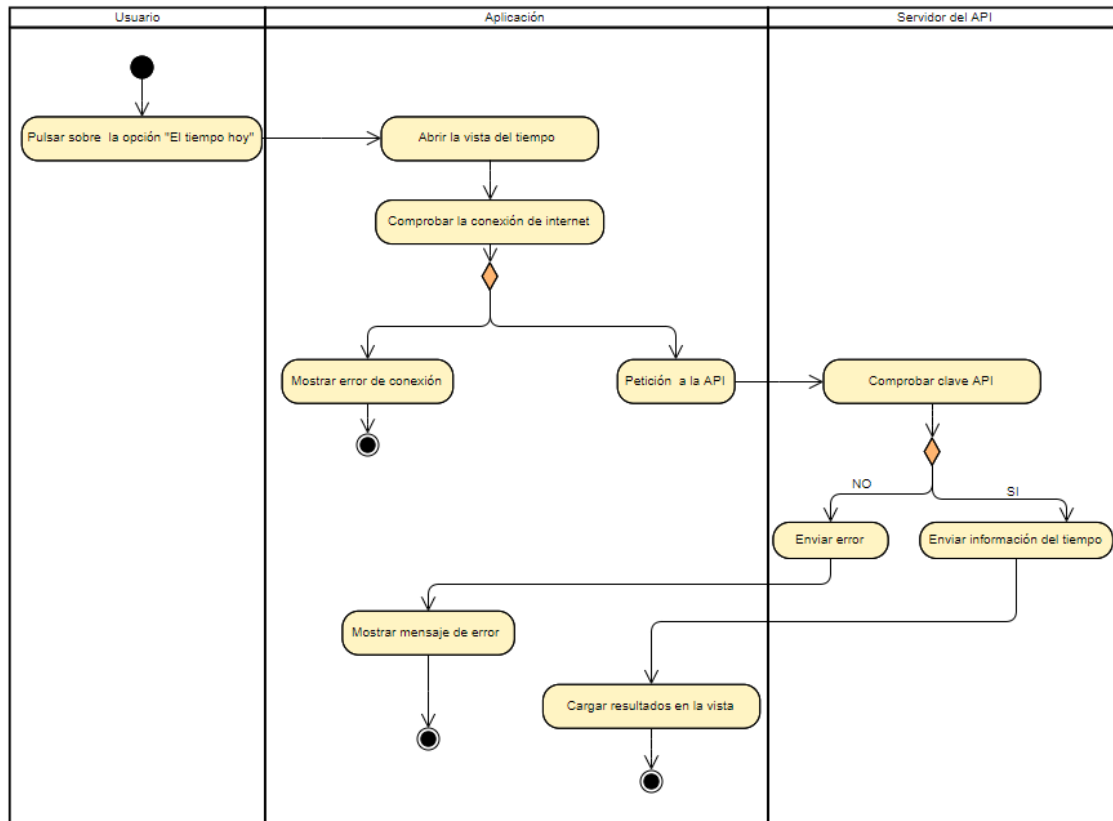 Usuario
Aplicación
Servidor del API
Pulsar sobre la opción "El tiempo hoy"
Abrir la vista del tiempo
Comprobar la conexión de internet
Mostrar error de conexión
Petición a la API
Comprobar clave API
NO
SI
Enviar error
Enviar información del tiempo
Mostrar mensaje de error
Cargar resultados en la vista